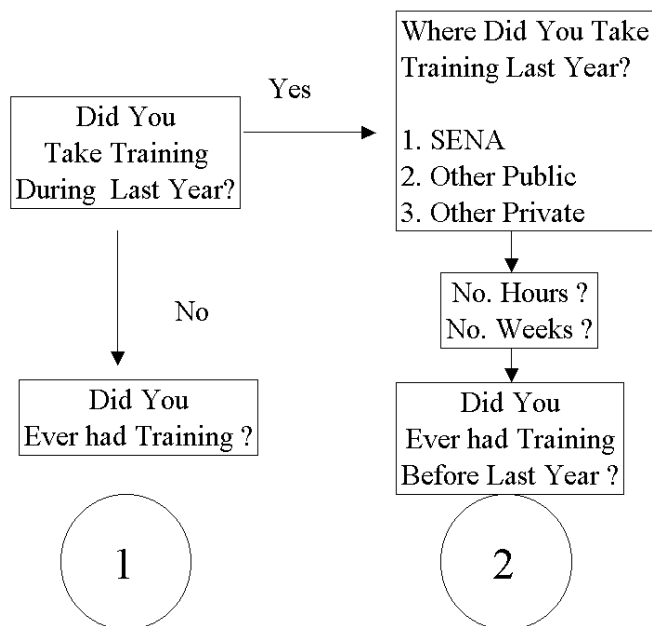 Did You
Take Training
During Last Year?
Yes
Where Did You Take
Training Last Year?
1. SENA
2. Other Public
3. Other Private
No
No. Hours ?
No. Weeks ?
Did You
Ever had Training ?
Did You
Ever had Training
Before Last Year ?
1
2